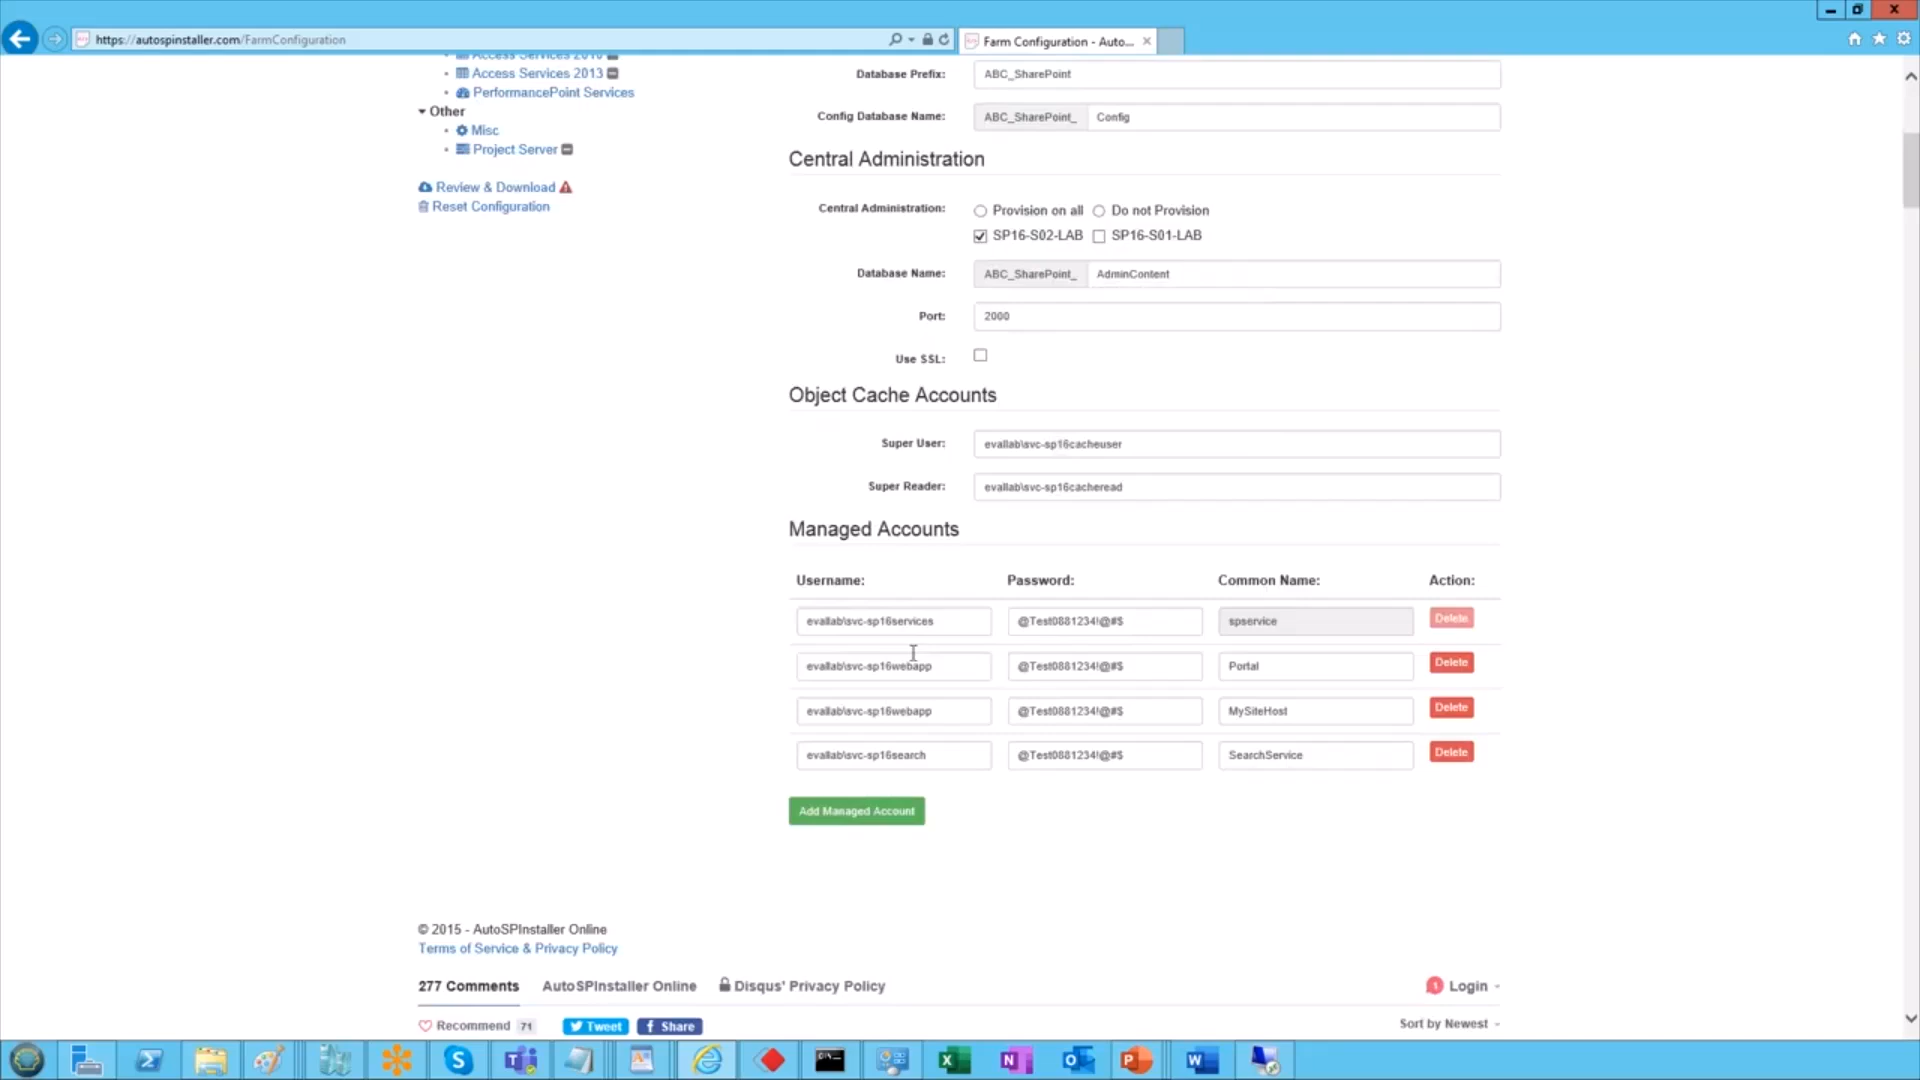 https://autospinstaller.com/FarmConfiguration
Farm Configuration - Auto...
Access Services 2010
Access Services 2013
PerformancePoint Services
Other
Misc
Project Server
Review & Download
Reset Configuration
Database Prefix: ABC_SharePoint
Config Database Name: ABC_SharePoint_ Config
Central Administration
Central Administration: Provision on all Do not Provision
SP16-S02-LAB SP16-S01-LAB
Database Name: ABC_SharePoint_ AdminContent
Port: 2000
Use SSL:
Object Cache Accounts
Super User: evallab\svc-sp16cacheuser
Super Reader: evallab\svc-sp16cacheread
Managed Accounts
Username: Password: Common Name: Action:
evallab\svc-sp16services @Test0881234!@#$ spservice Delete
evallab\svc-sp16webapp @Test0881234!@#$ Portal Delete
evallab\svc-sp16webapp @Test0881234!@#$ MySiteHost Delete
evallab\svc-sp16search @Test0881234!@#$ SearchService Delete
Add Managed Account
© 2015 - AutoSPInstaller Online
Terms of Service & Privacy Policy
277 Comments AutoSPInstaller Online Disqus' Privacy Policy 1 Login
Recommend 71 Tweet Share Sort by Newest